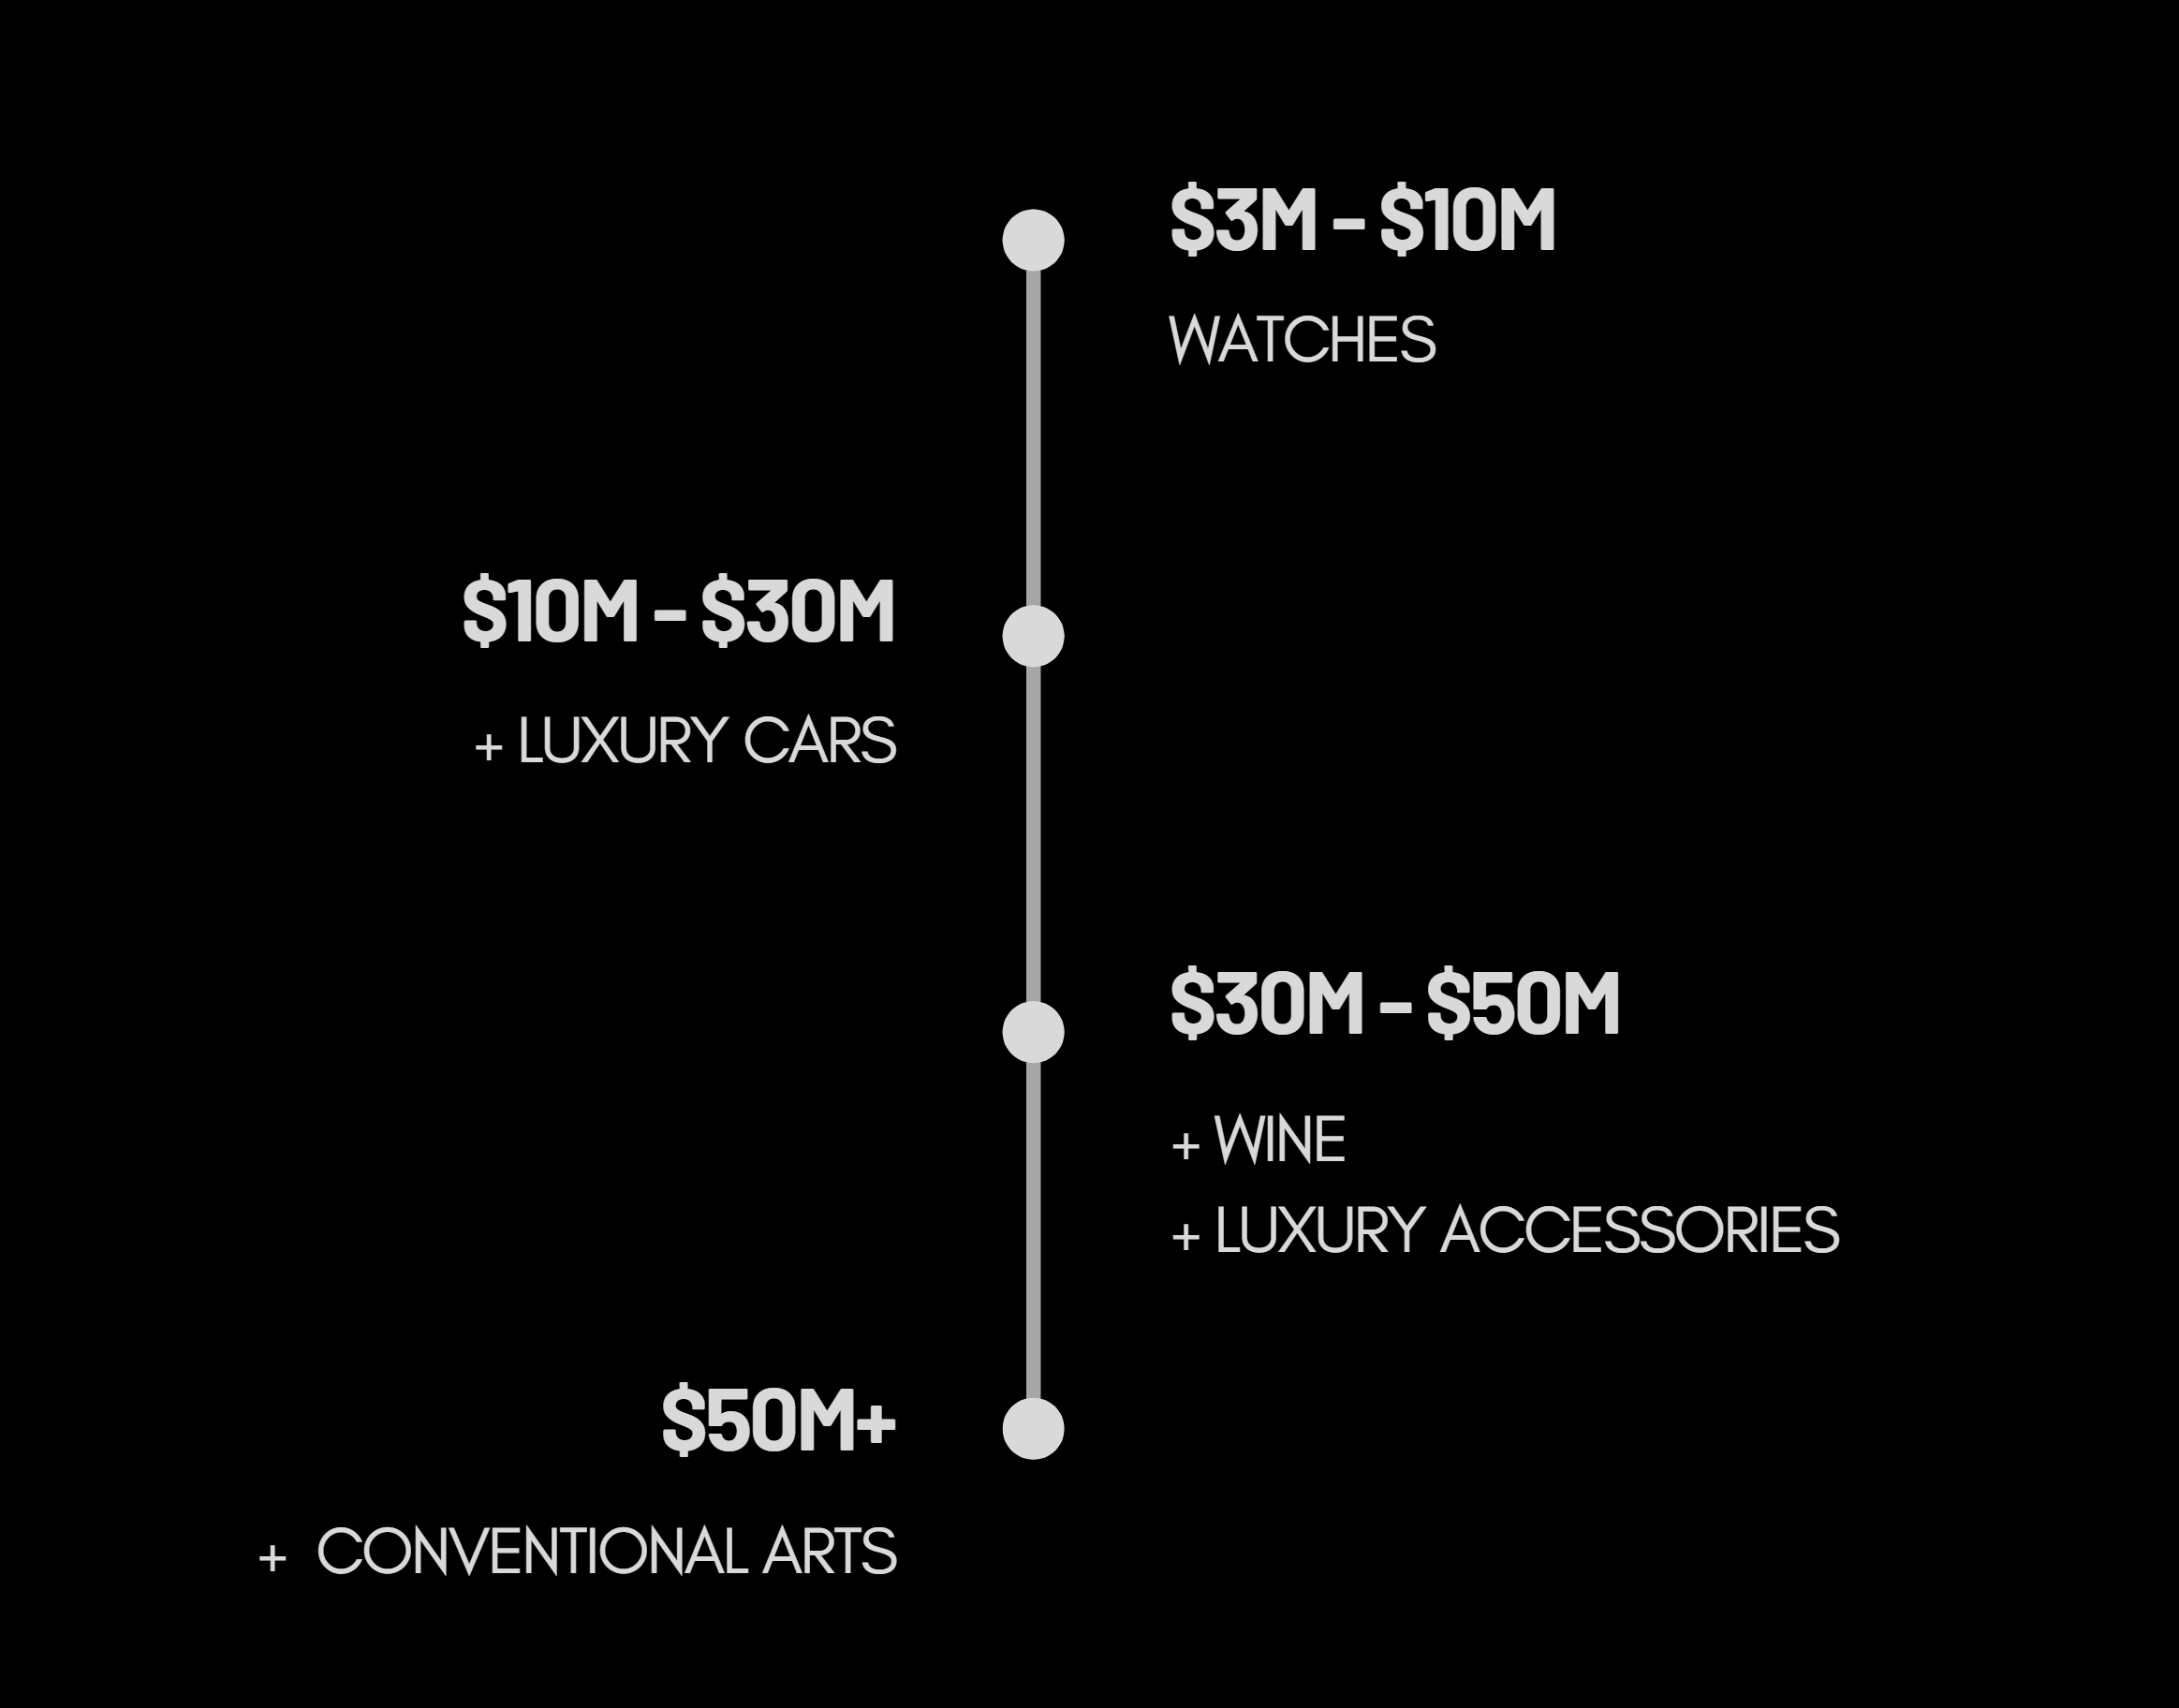 $3M - $10M
WATCHES
$10M - $30M
+ LUXURY CARS
$30M - $50M
+ WINE
+ LUXURY ACCESSORIES
$50M+
+ CONVENTIONAL ARTS